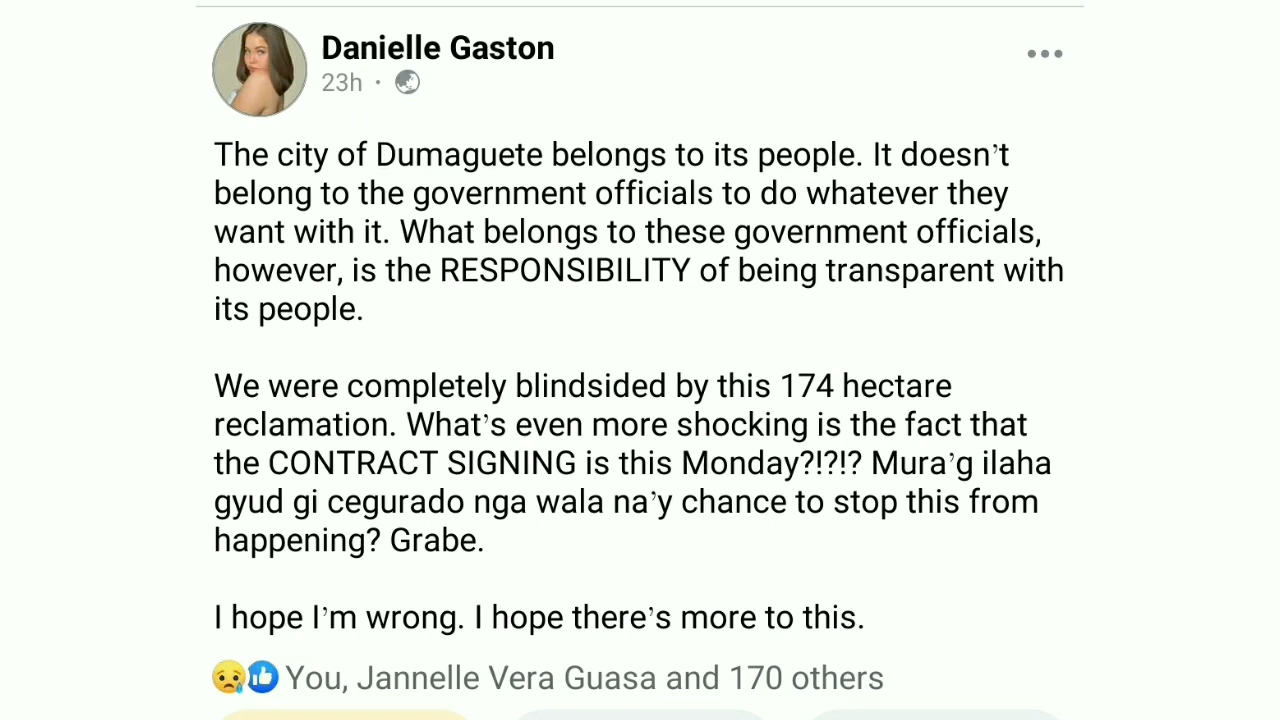 Danielle Gaston
23h ·
The city of Dumaguete belongs to its people. It doesn't
belong to the government officials to do whatever they
want with it. What belongs to these government officials,
however, is the RESPONSIBILITY of being transparent with
its people.
We were completely blindsided by this 174 hectare
reclamation. What's even more shocking is the fact that
the CONTRACT SIGNING is this Monday?!?!? Mura'g ilaha
gyud gi cegurado nga wala na'y chance to stop this from
happening? Grabe.
I hope I'm wrong. I hope there's more to this.
You, Jannelle Vera Guasa and 170 others